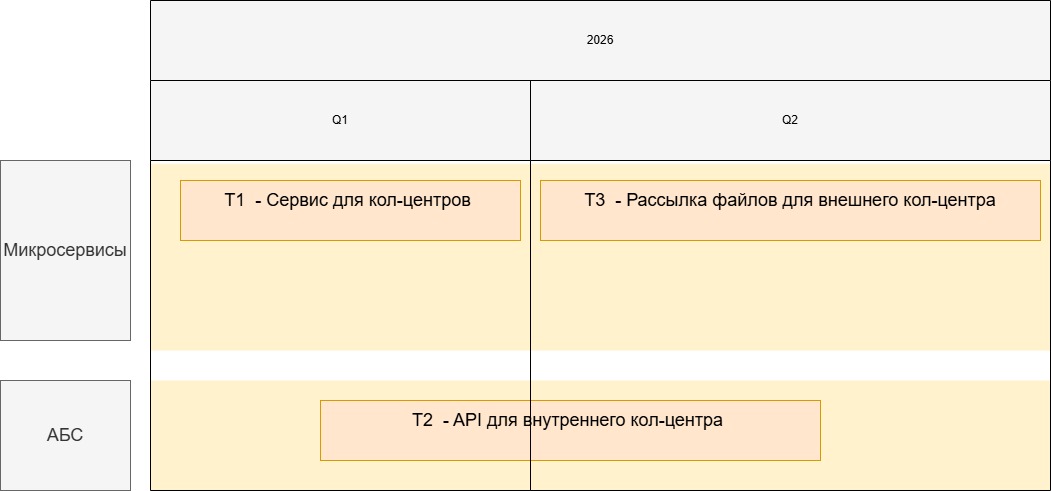 2026
Q1
Q2
Микросервисы
T1 - Сервис для кол-центров
T3 - Рассылка файлов для внешнего кол-центра
АБС
T2 - API для внутреннего кол-центра